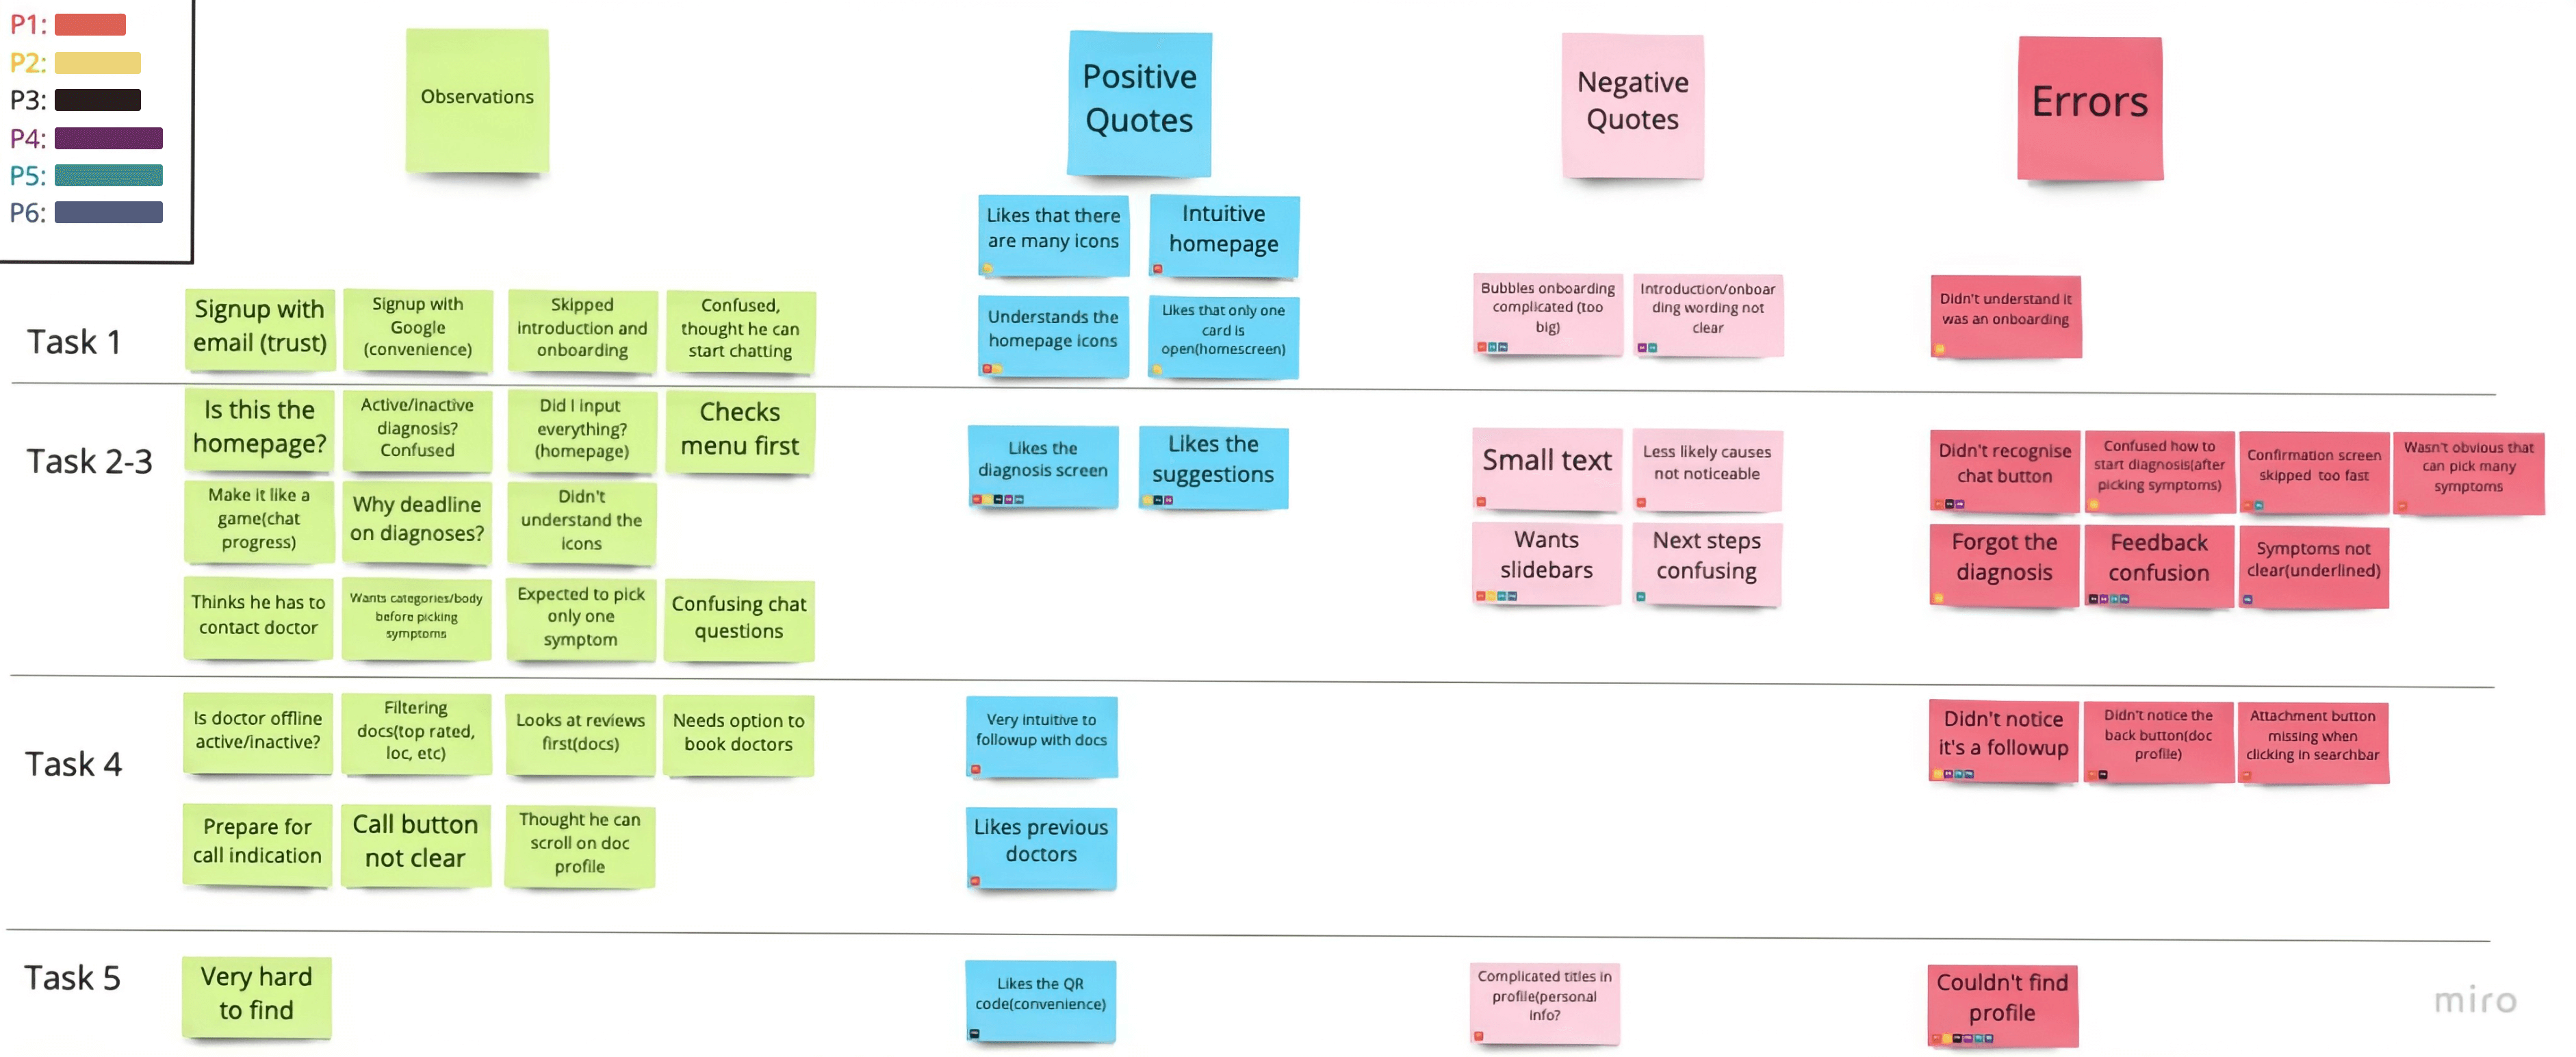 P1:
P2:
P3:
P4:
P5:
P6:
Observations
Positive
Quotes
Negative
Quotes
Errors
Likes that there
are many icons
Intuitive
homepage
Task 1
Signup with
email (trust)
Signup with
Google
(convenience)
Skipped
introduction and
onboarding
Confused,
thought he can
start chatting
Understands the
homepage icons
Likes that only one
card is
open(homescreen)
Bubbles onboarding
complicated (too
big)
Introduction/onboar
ding wording not
clear
Didn't understand it
was an onboarding
Task 2-3
Is this the
homepage?
Active/inactive
diagnosis?
Confused
Did I input
everything?
(homepage)
Checks
menu first
Make it like a
game(chat
progress)
Why deadline
on diagnoses?
Didn't
understand the
icons
Thinks he has to
contact doctor
Wants categories/body
before picking
symptoms
Expected to pick
only one
symptom
Confusing chat
questions
Likes the
diagnosis screen
Likes the
suggestions
Small text
Less likely causes
not noticeable
Wants
slidebars
Next steps
confusing
Didn't recognise
chat button
Confused how to
start diagnosis(after
picking symptoms)
Confirmation screen
skipped too fast
Wasn't obvious that
can pick many
symptoms
Forgot the
diagnosis
Feedback
confusion
Symptoms not
clear(underlined)
Task 4
Is doctor offline
active/inactive?
Filtering
docs(top rated,
loc, etc)
Looks at reviews
first(docs)
Needs option to
book doctors
Prepare for
call indication
Call button
not clear
Thought he can
scroll on doc
profile
Very intuitive to
followup with docs
Likes previous
doctors
Didn't notice
it's a followup
Didn't notice the
back button(doc
profile)
Attachment button
missing when
clicking in searchbar
Task 5
Very hard
to find
Likes the QR
code(convenience)
Complicated titles in
profile(personal
info?
Couldn't find
profile
miro